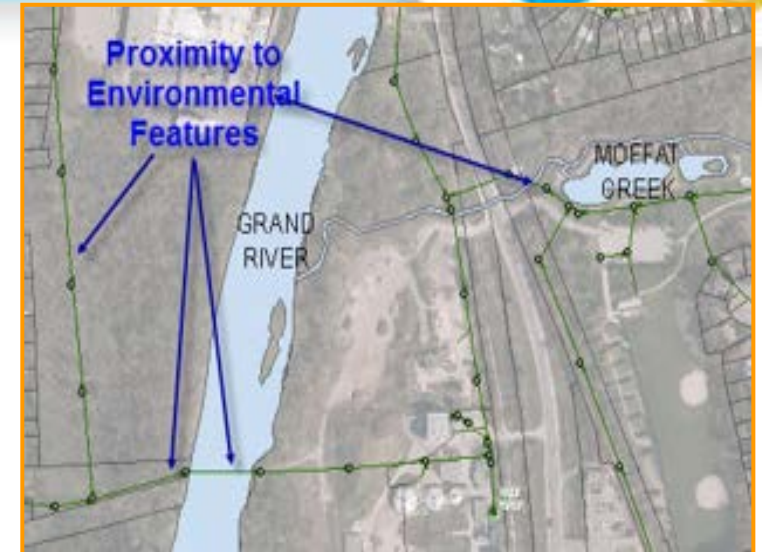 Proximity to
Environmental
Features
MOFFAT
CREEK
GRAND
RIVER